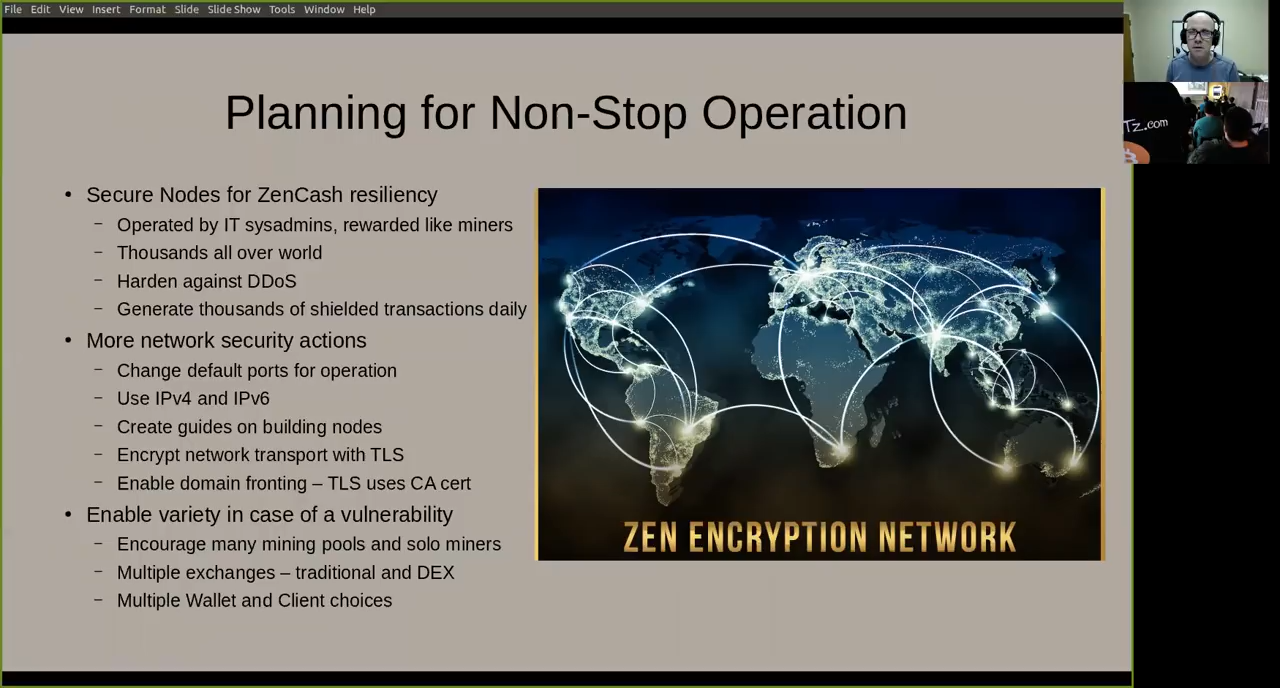 File Edit View Insert Format Slide Slide Show Tools Window Help
Planning for Non-Stop Operation
• Secure Nodes for ZenCash resiliency
– Operated by IT sysadmins, rewarded like miners
– Thousands all over world
– Harden against DDoS
– Generate thousands of shielded transactions daily
• More network security actions
– Change default ports for operation
– Use IPv4 and IPv6
– Create guides on building nodes
– Encrypt network transport with TLS
– Enable domain fronting – TLS uses CA cert
• Enable variety in case of a vulnerability
– Encourage many mining pools and solo miners
– Multiple exchanges – traditional and DEX
– Multiple Wallet and Client choices
ZEN ENCRYPTION NETWORK
Tz.com